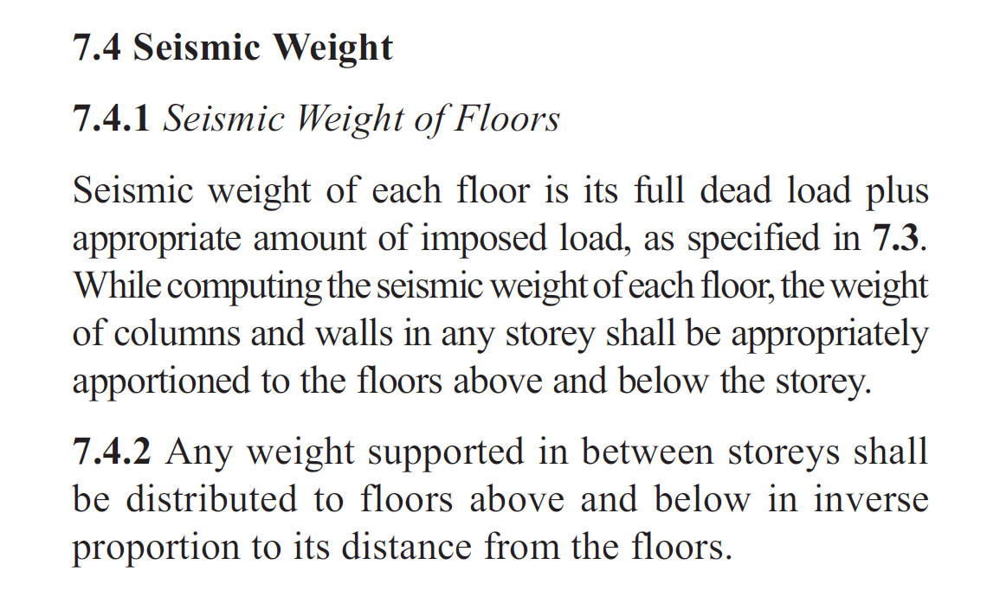 7.4 Seismic Weight
7.4.1 Seismic Weight of Floors
Seismic weight of each floor is its full dead load plus
appropriate amount of imposed load, as specified in 7.3.
While computing the seismic weight of each floor, the weight
of columns and walls in any storey shall be appropriately
apportioned to the floors above and below the storey.
7.4.2 Any weight supported in between storeys shall
be distributed to floors above and below in inverse
proportion to its distance from the floors.